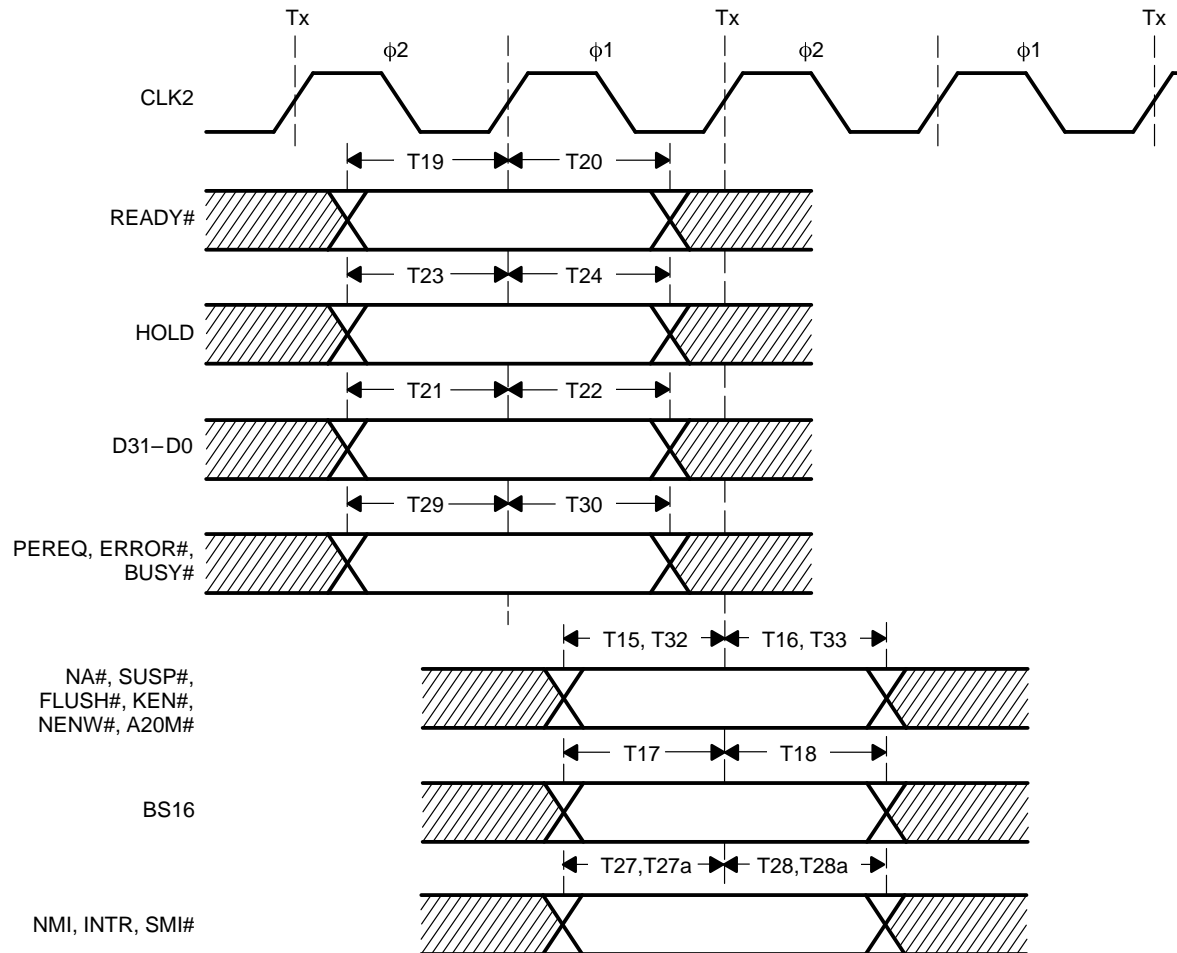 Tx Tx Tx
ϕ2 ϕ1 ϕ2 ϕ1
CLK2
T19 T20
READY#
T23 T24
HOLD
T21 T22
D31–D0
T29 T30
PEREQ, ERROR#,
BUSY#
T15, T32 T16, T33
NA#, SUSP#,
FLUSH#, KEN#,
NENW#, A20M#
T17 T18
BS16
T27,T27a T28,T28a
NMI, INTR, SMI#